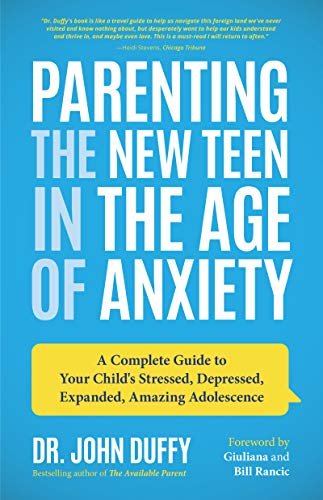 "Dr. Duffy's book is like a travel guide to help us navigate this foreign land we've never
visited and know nothing about, but desperately want to help our kids understand
and thrive in, and maybe even love. This is a must-read I will return to often."
—Heidi Stevens, Chicago Tribune
PARENTING
THE NEW TEEN
IN THE AGE
OF ANXIETY
A Complete Guide to
Your Child's Stressed, Depressed,
Expanded, Amazing Adolescence
DR. JOHN DUFFY
Bestselling author of The Available Parent
Foreword by
Giuliana and
Bill Rancic